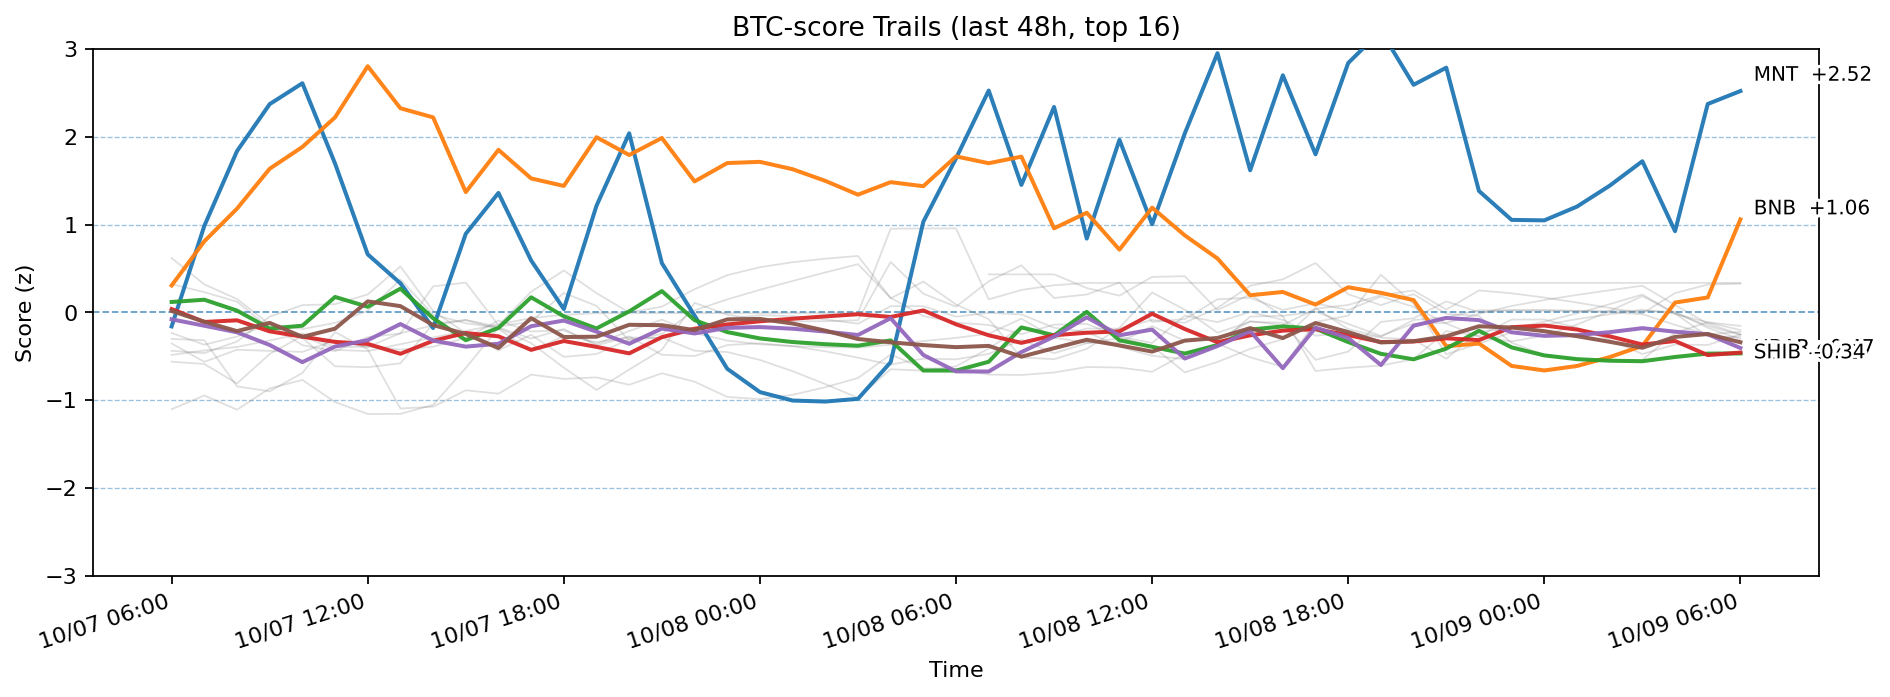 BTC-score Trails (last 48h, top 16)
Score (z)
3
2
1
0
−1
−2
−3
MNT +2.52
BNB +1.06
SHIB -0.34
10/07 06:00
10/07 12:00
10/07 18:00
10/08 00:00
10/08 06:00
10/08 12:00
10/08 18:00
10/09 00:00
10/09 06:00
Time